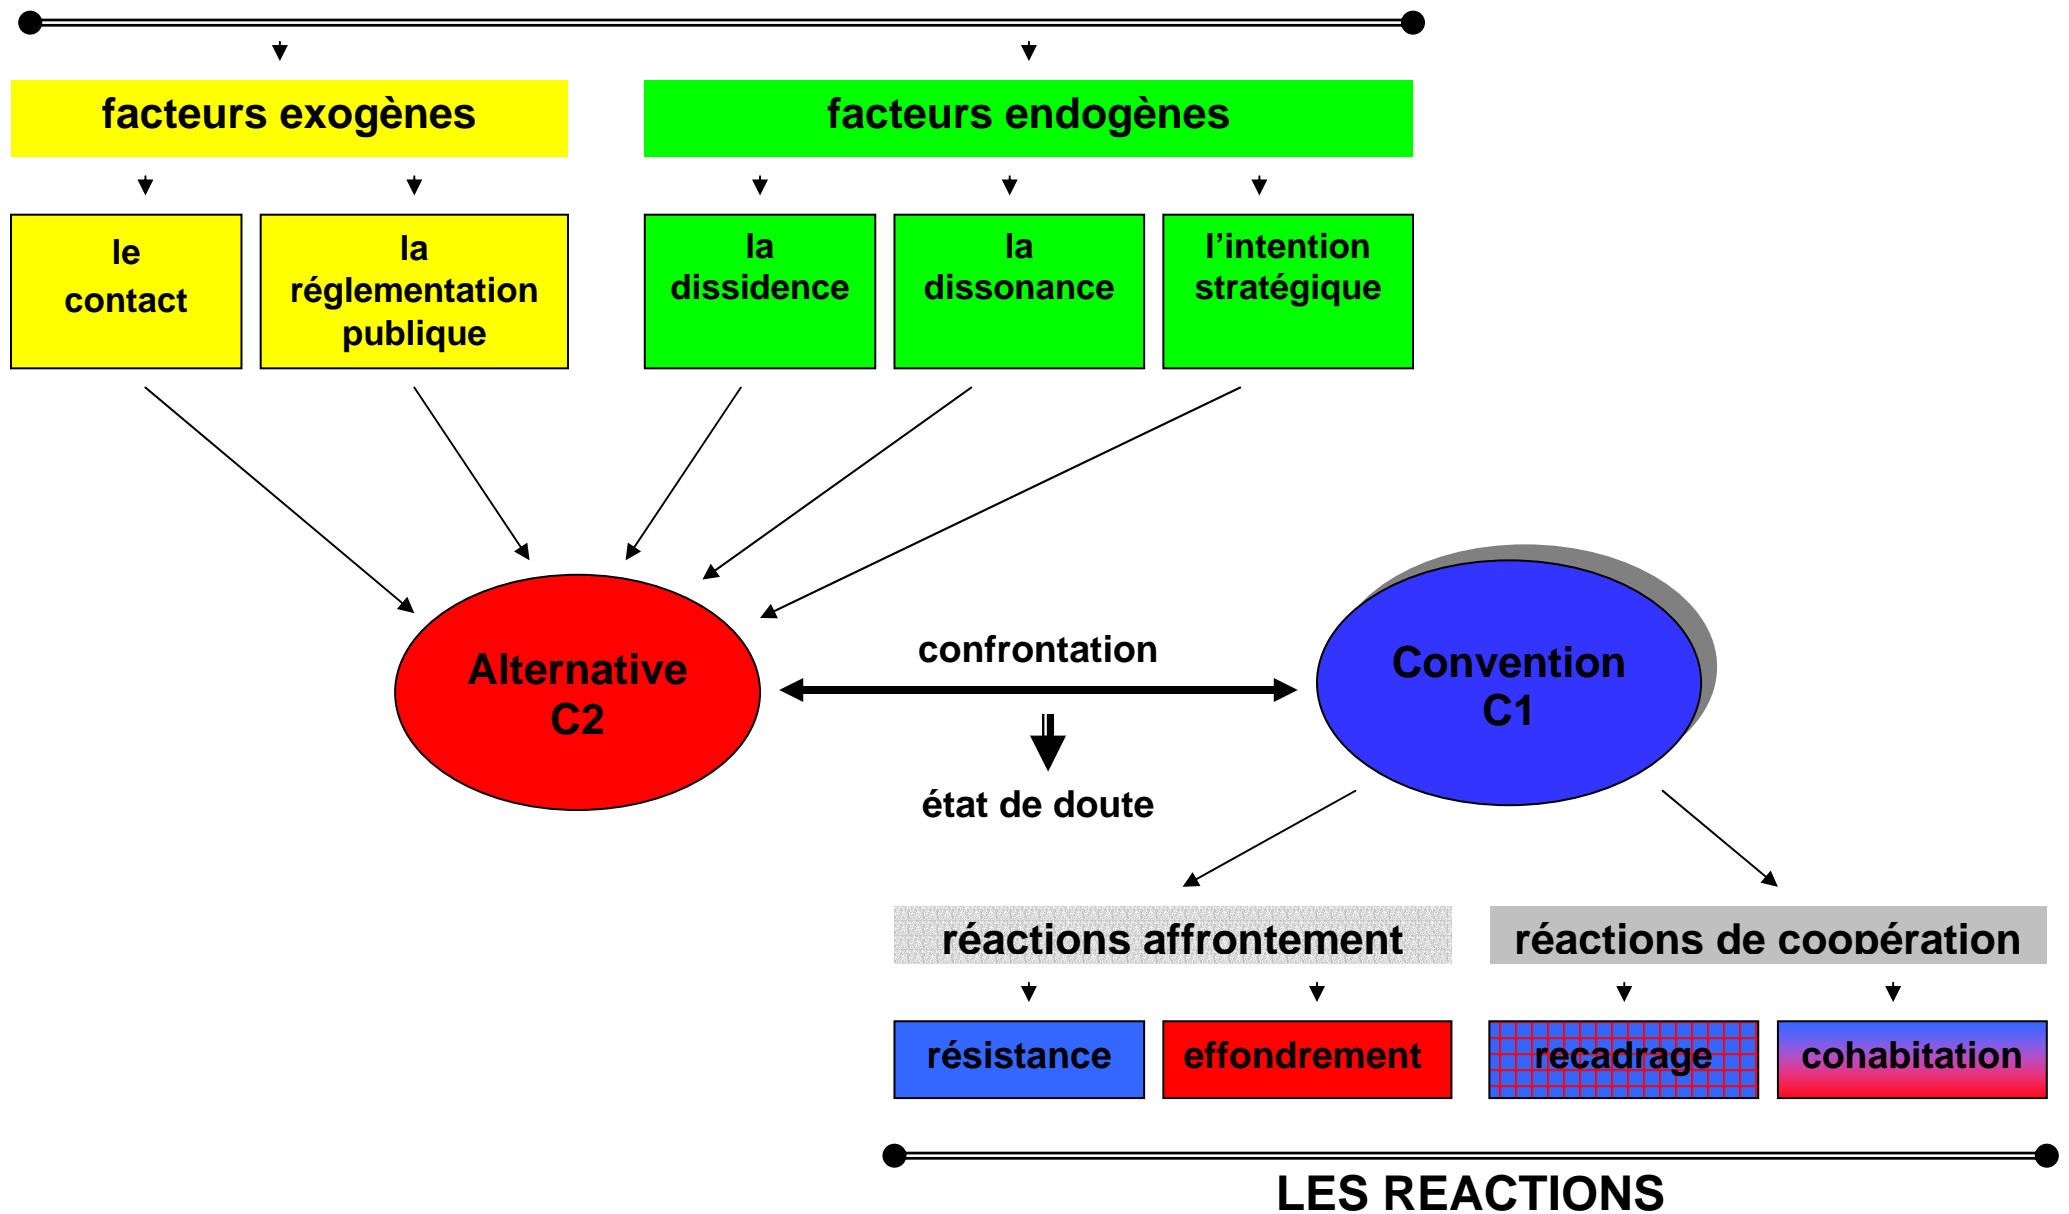 facteurs exogènes
facteurs endogènes
le
contact
la
réglementation
publique
la
dissidence
la
dissonance
l’intention
stratégique
confrontation
Alternative
C2
Convention
C1
état de doute
réactions affrontement
réactions de coopération
résistance
effondrement
recadrage
cohabitation
LES REACTIONS